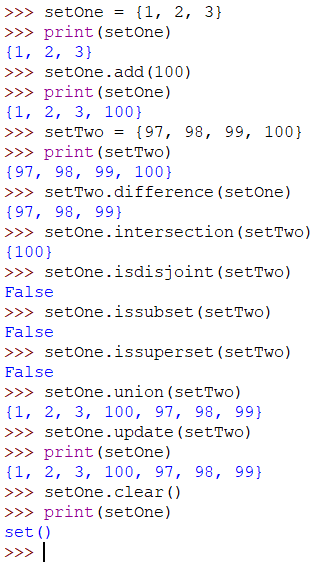 >>> setOne = {1, 2, 3}
>>> print(setOne)
{1, 2, 3}
>>> setOne.add(100)
>>> print(setOne)
{1, 2, 3, 100}
>>> setTwo = {97, 98, 99, 100}
>>> print(setTwo)
{97, 98, 99, 100}
>>> setTwo.difference(setOne)
{97, 98, 99}
>>> setOne.intersection(setTwo)
{100}
>>> setOne.isdisjoint(setTwo)
False
>>> setOne.issubset(setTwo)
False
>>> setOne.issuperset(setTwo)
False
>>> setOne.union(setTwo)
{1, 2, 3, 100, 97, 98, 99}
>>> setOne.update(setTwo)
>>> print(setOne)
{1, 2, 3, 100, 97, 98, 99}
>>> setOne.clear()
>>> print(setOne)
set()
>>>